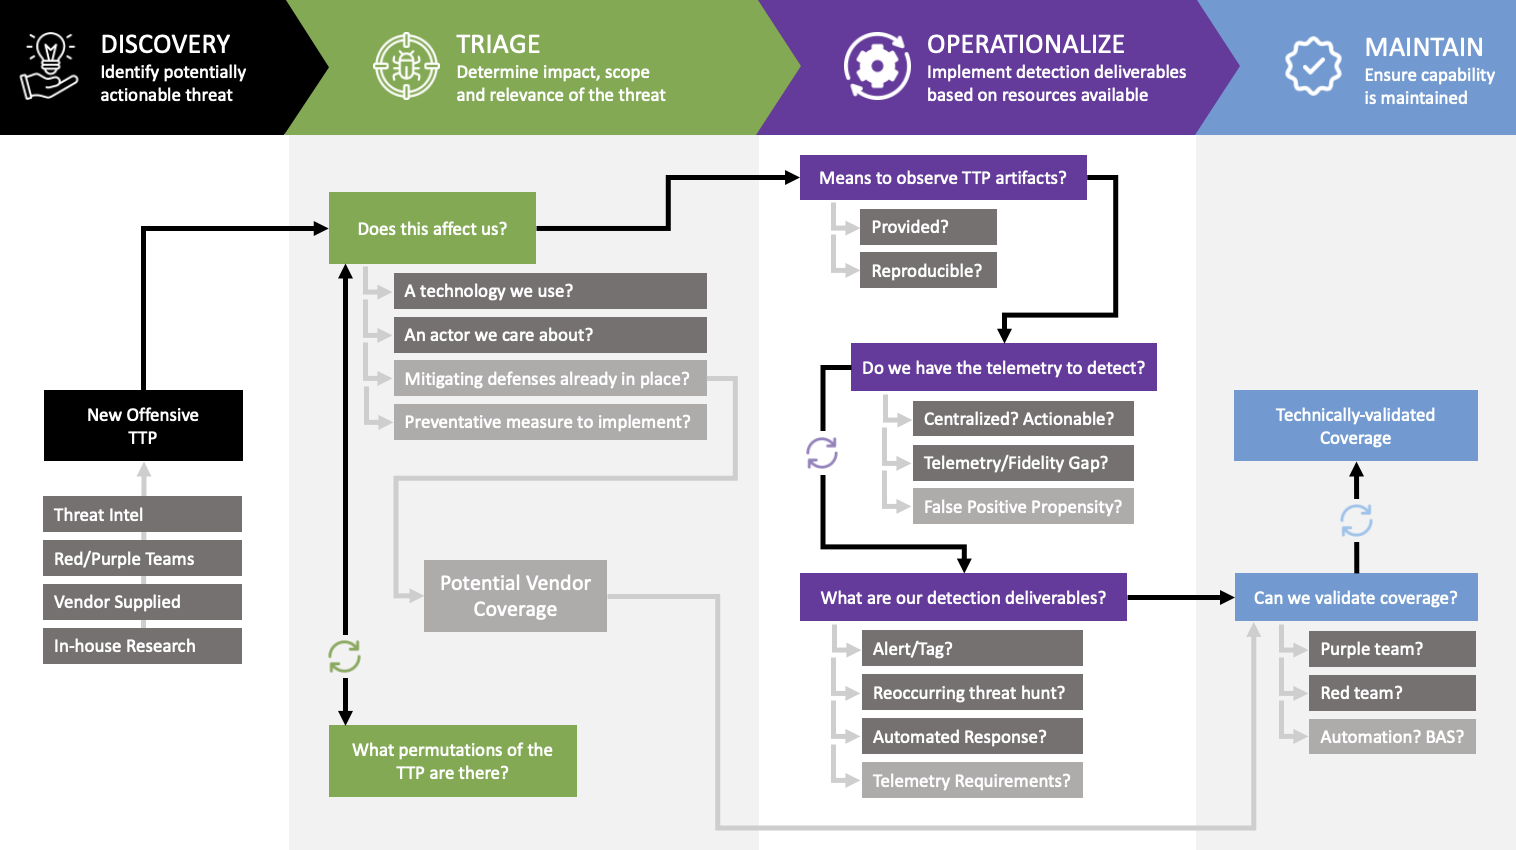 DISCOVERY
Identify potentially
actionable threat
TRIAGE
Determine impact, scope
and relevance of the threat
OPERATIONALIZE
Implement detection deliverables
based on resources available
MAINTAIN
Ensure capability
is maintained
New Offensive
TTP
Threat Intel
Red/Purple Teams
Vendor Supplied
In-house Research
Does this affect us?
A technology we use?
An actor we care about?
Mitigating defenses already in place?
Preventative measure to implement?
Potential Vendor
Coverage
What permutations of the
TTP are there?
Means to observe TTP artifacts?
Provided?
Reproducible?
Do we have the telemetry to detect?
Centralized? Actionable?
Telemetry/Fidelity Gap?
False Positive Propensity?
What are our detection deliverables?
Alert/Tag?
Reoccurring threat hunt?
Automated Response?
Telemetry Requirements?
Technically-validated
Coverage
Can we validate coverage?
Purple team?
Red team?
Automation? BAS?